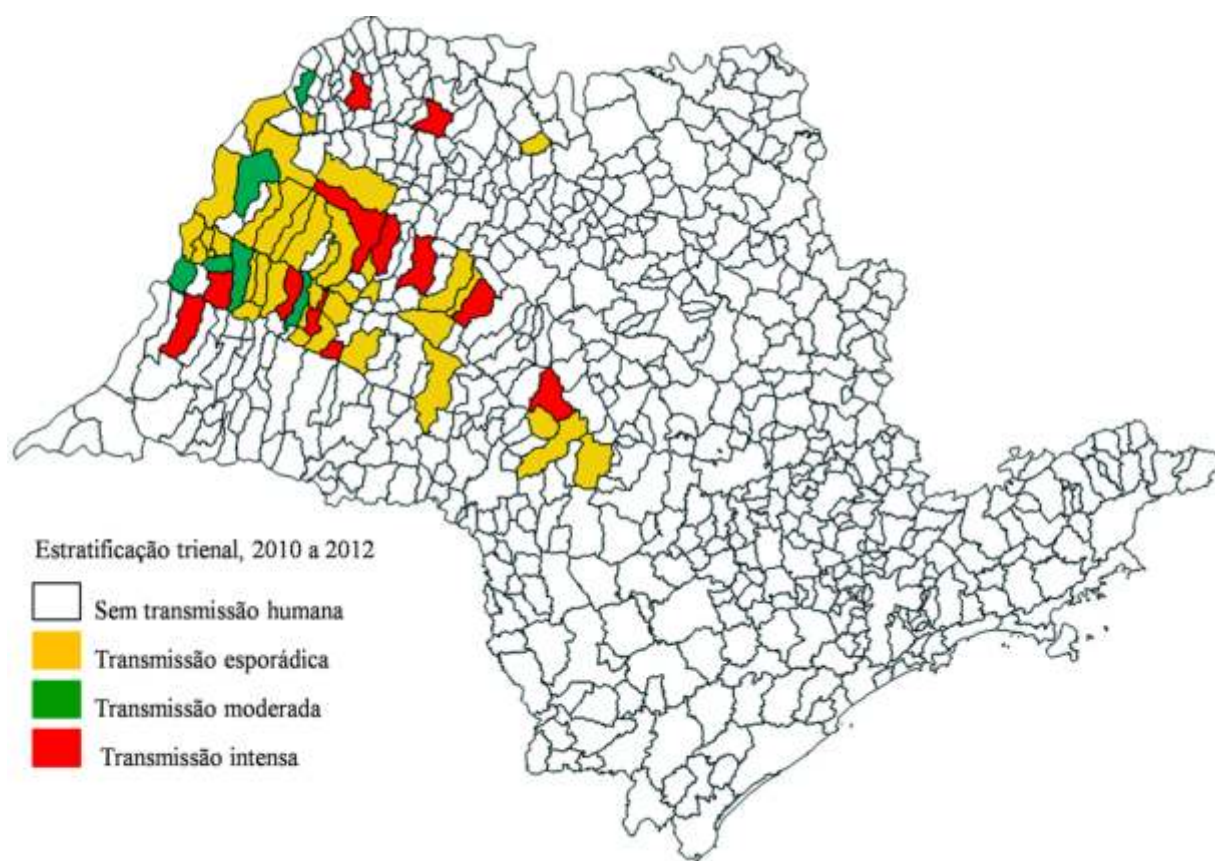 Estratificação trienal, 2010 a 2012
Sem transmissão humana
Transmissão esporádica
Transmissão moderada
Transmissão intensa